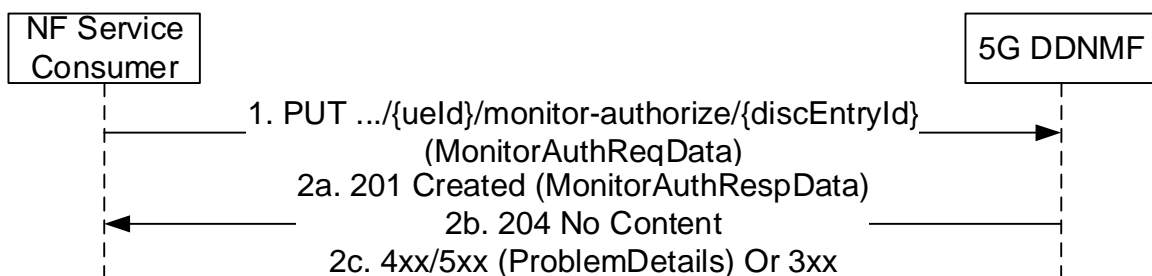 NF Service
Consumer
5G DDNMF
1. PUT .../{ueId}/monitor-authorize/{discEntryId}
(MonitorAuthReqData)
2a. 201 Created (MonitorAuthRespData)
2b. 204 No Content
2c. 4xx/5xx (ProblemDetails) Or 3xx